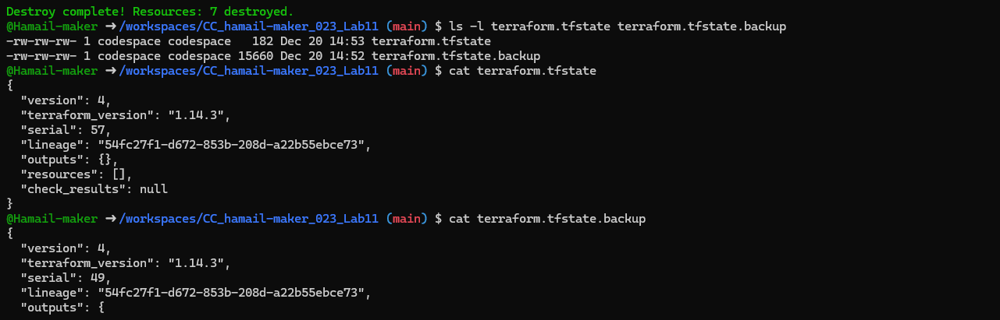 Destroy complete! Resources: 7 destroyed.
@Hamail-maker ➜ /workspaces/CC_hamail-maker_023_Lab11 (main) $ ls -l terraform.tfstate terraform.tfstate.backup
-rw-rw-rw- 1 codespace codespace   182 Dec 20 14:53 terraform.tfstate
-rw-rw-rw- 1 codespace codespace 15660 Dec 20 14:52 terraform.tfstate.backup
@Hamail-maker ➜ /workspaces/CC_hamail-maker_023_Lab11 (main) $ cat terraform.tfstate
{
  "version": 4,
  "terraform_version": "1.14.3",
  "serial": 57,
  "lineage": "54fc27f1-d672-853b-208d-a22b55ebce73",
  "outputs": {},
  "resources": [],
  "check_results": null
}
@Hamail-maker ➜ /workspaces/CC_hamail-maker_023_Lab11 (main) $ cat terraform.tfstate.backup
{
  "version": 4,
  "terraform_version": "1.14.3",
  "serial": 49,
  "lineage": "54fc27f1-d672-853b-208d-a22b55ebce73",
  "outputs": {